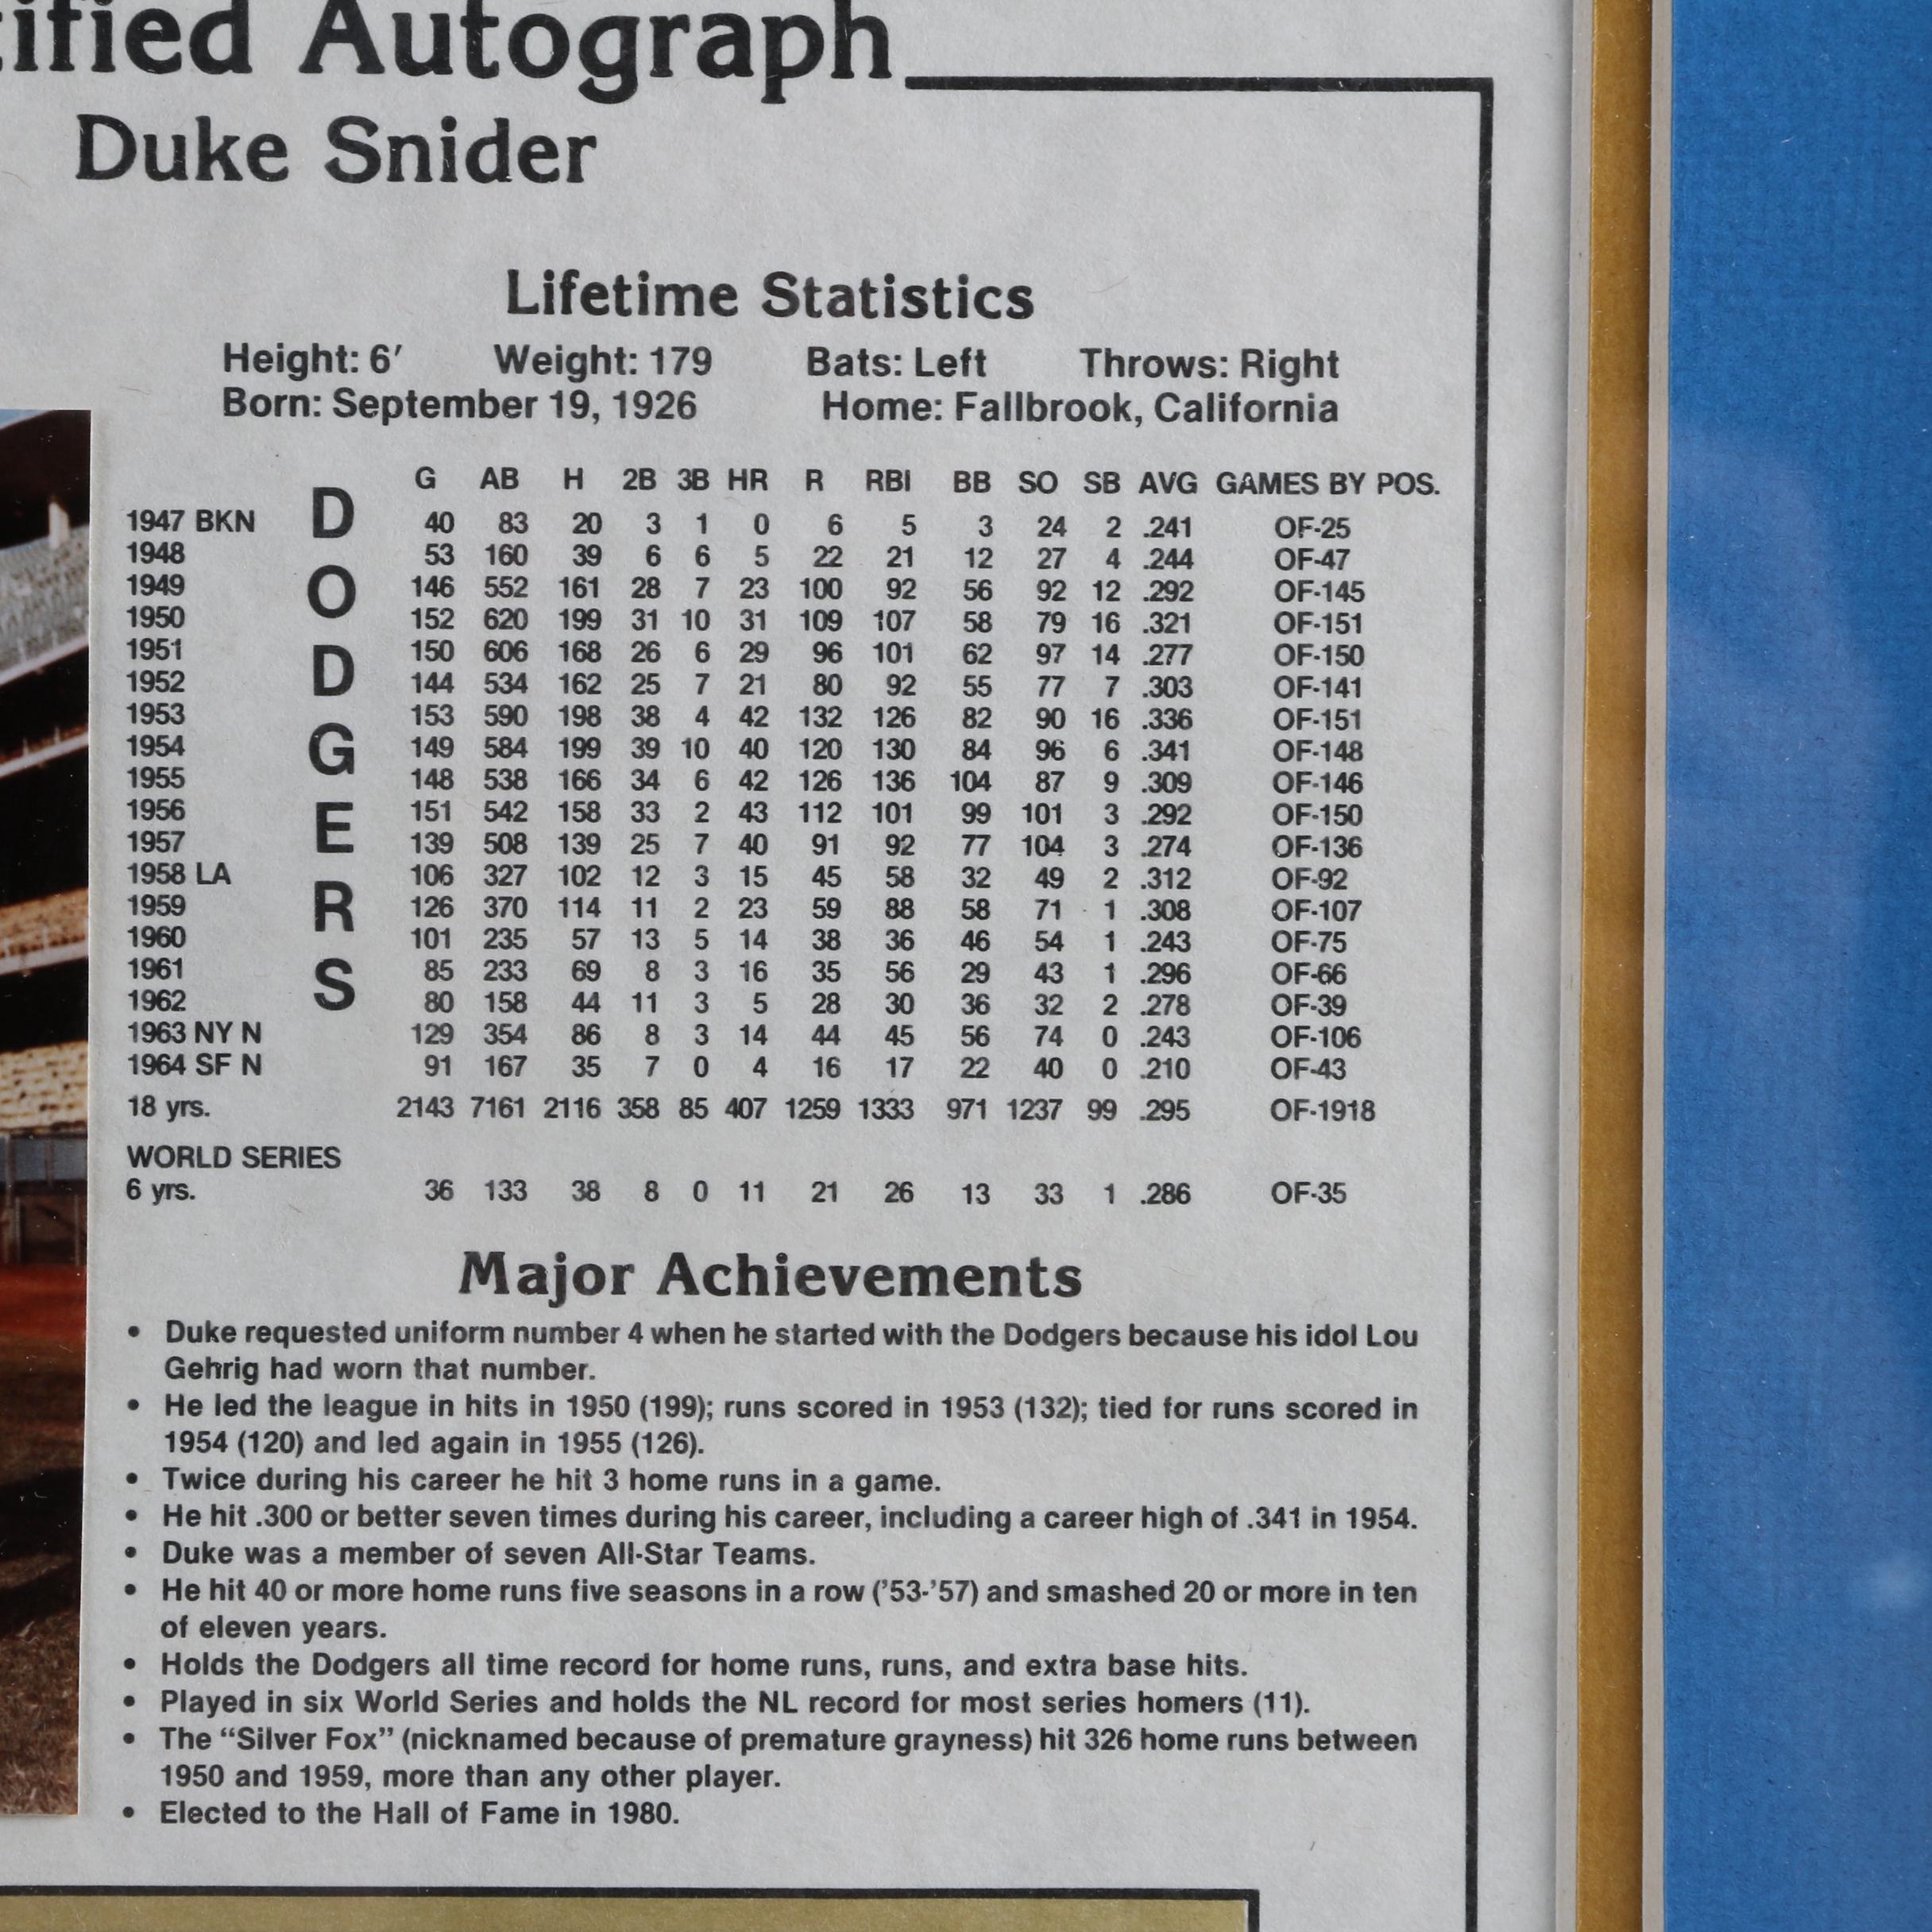 Autograph
Duke Snider
Lifetime Statistics
Height: 6′ Weight: 179 Bats: Left Throws: Right
Born: September 19, 1926 Home: Fallbrook, California
G AB H 2B 3B HR R RBI BB SO SB AVG GAMES BY POS.
DODGERS
1947 BKN 40 83 20 3 1 0 6 5 3 24 2 .241 OF-25
1948 53 160 39 6 6 5 22 21 12 27 4 .244 OF-47
1949 146 552 161 28 7 23 100 92 56 92 12 .292 OF-145
1950 152 620 199 31 10 31 109 107 58 79 16 .321 OF-151
1951 150 606 168 26 6 29 96 101 62 97 14 .277 OF-150
1952 144 534 162 25 7 21 80 92 55 77 7 .303 OF-141
1953 153 590 198 38 4 42 132 126 82 90 16 .336 OF-151
1954 149 584 199 39 10 40 120 130 84 96 6 .341 OF-148
1955 148 538 166 34 6 42 126 136 104 87 9 .309 OF-146
1956 151 542 158 33 2 43 112 101 99 101 3 .292 OF-150
1957 139 508 139 25 7 40 91 92 77 104 3 .274 OF-136
1958 LA 106 327 102 12 3 15 45 58 32 49 2 .312 OF-92
1959 126 370 114 11 2 23 59 88 58 71 1 .308 OF-107
1960 101 235 57 13 5 14 38 36 46 54 1 .243 OF-75
1961 85 233 69 8 3 16 35 56 29 43 1 .296 OF-66
1962 80 158 44 11 3 5 28 30 36 32 2 .278 OF-39
1963 NY N 129 354 86 8 3 14 44 45 56 74 0 .243 OF-106
1964 SF N 91 167 35 7 0 4 16 17 22 40 0 .210 OF-43
18 yrs. 2143 7161 2116 358 85 407 1259 1333 971 1237 99 .295 OF-1918
WORLD SERIES
6 yrs. 36 133 38 8 0 11 21 26 13 33 1 .286 OF-35
Major Achievements
• Duke requested uniform number 4 when he started with the Dodgers because his idol Lou
Gehrig had worn that number.
• He led the league in hits in 1950 (199); runs scored in 1953 (132); tied for runs scored in
1954 (120) and led again in 1955 (126).
• Twice during his career he hit 3 home runs in a game.
• He hit .300 or better seven times during his career, including a career high of .341 in 1954.
• Duke was a member of seven All-Star Teams.
• He hit 40 or more home runs five seasons in a row (’53-’57) and smashed 20 or more in ten
of eleven years.
• Holds the Dodgers all time record for home runs, runs, and extra base hits.
• Played in six World Series and holds the NL record for most series homers (11).
• The “Silver Fox” (nicknamed because of premature grayness) hit 326 home runs between
1950 and 1959, more than any other player.
• Elected to the Hall of Fame in 1980.